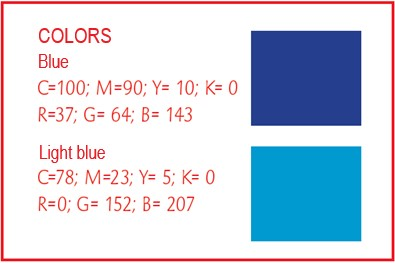 COLORS
Blue
C=100; M=90; Y= 10; K= 0
R=37; G= 64; B= 143
Light blue
C=78; M=23; Y= 5; K= 0
R=0; G= 152; B= 207